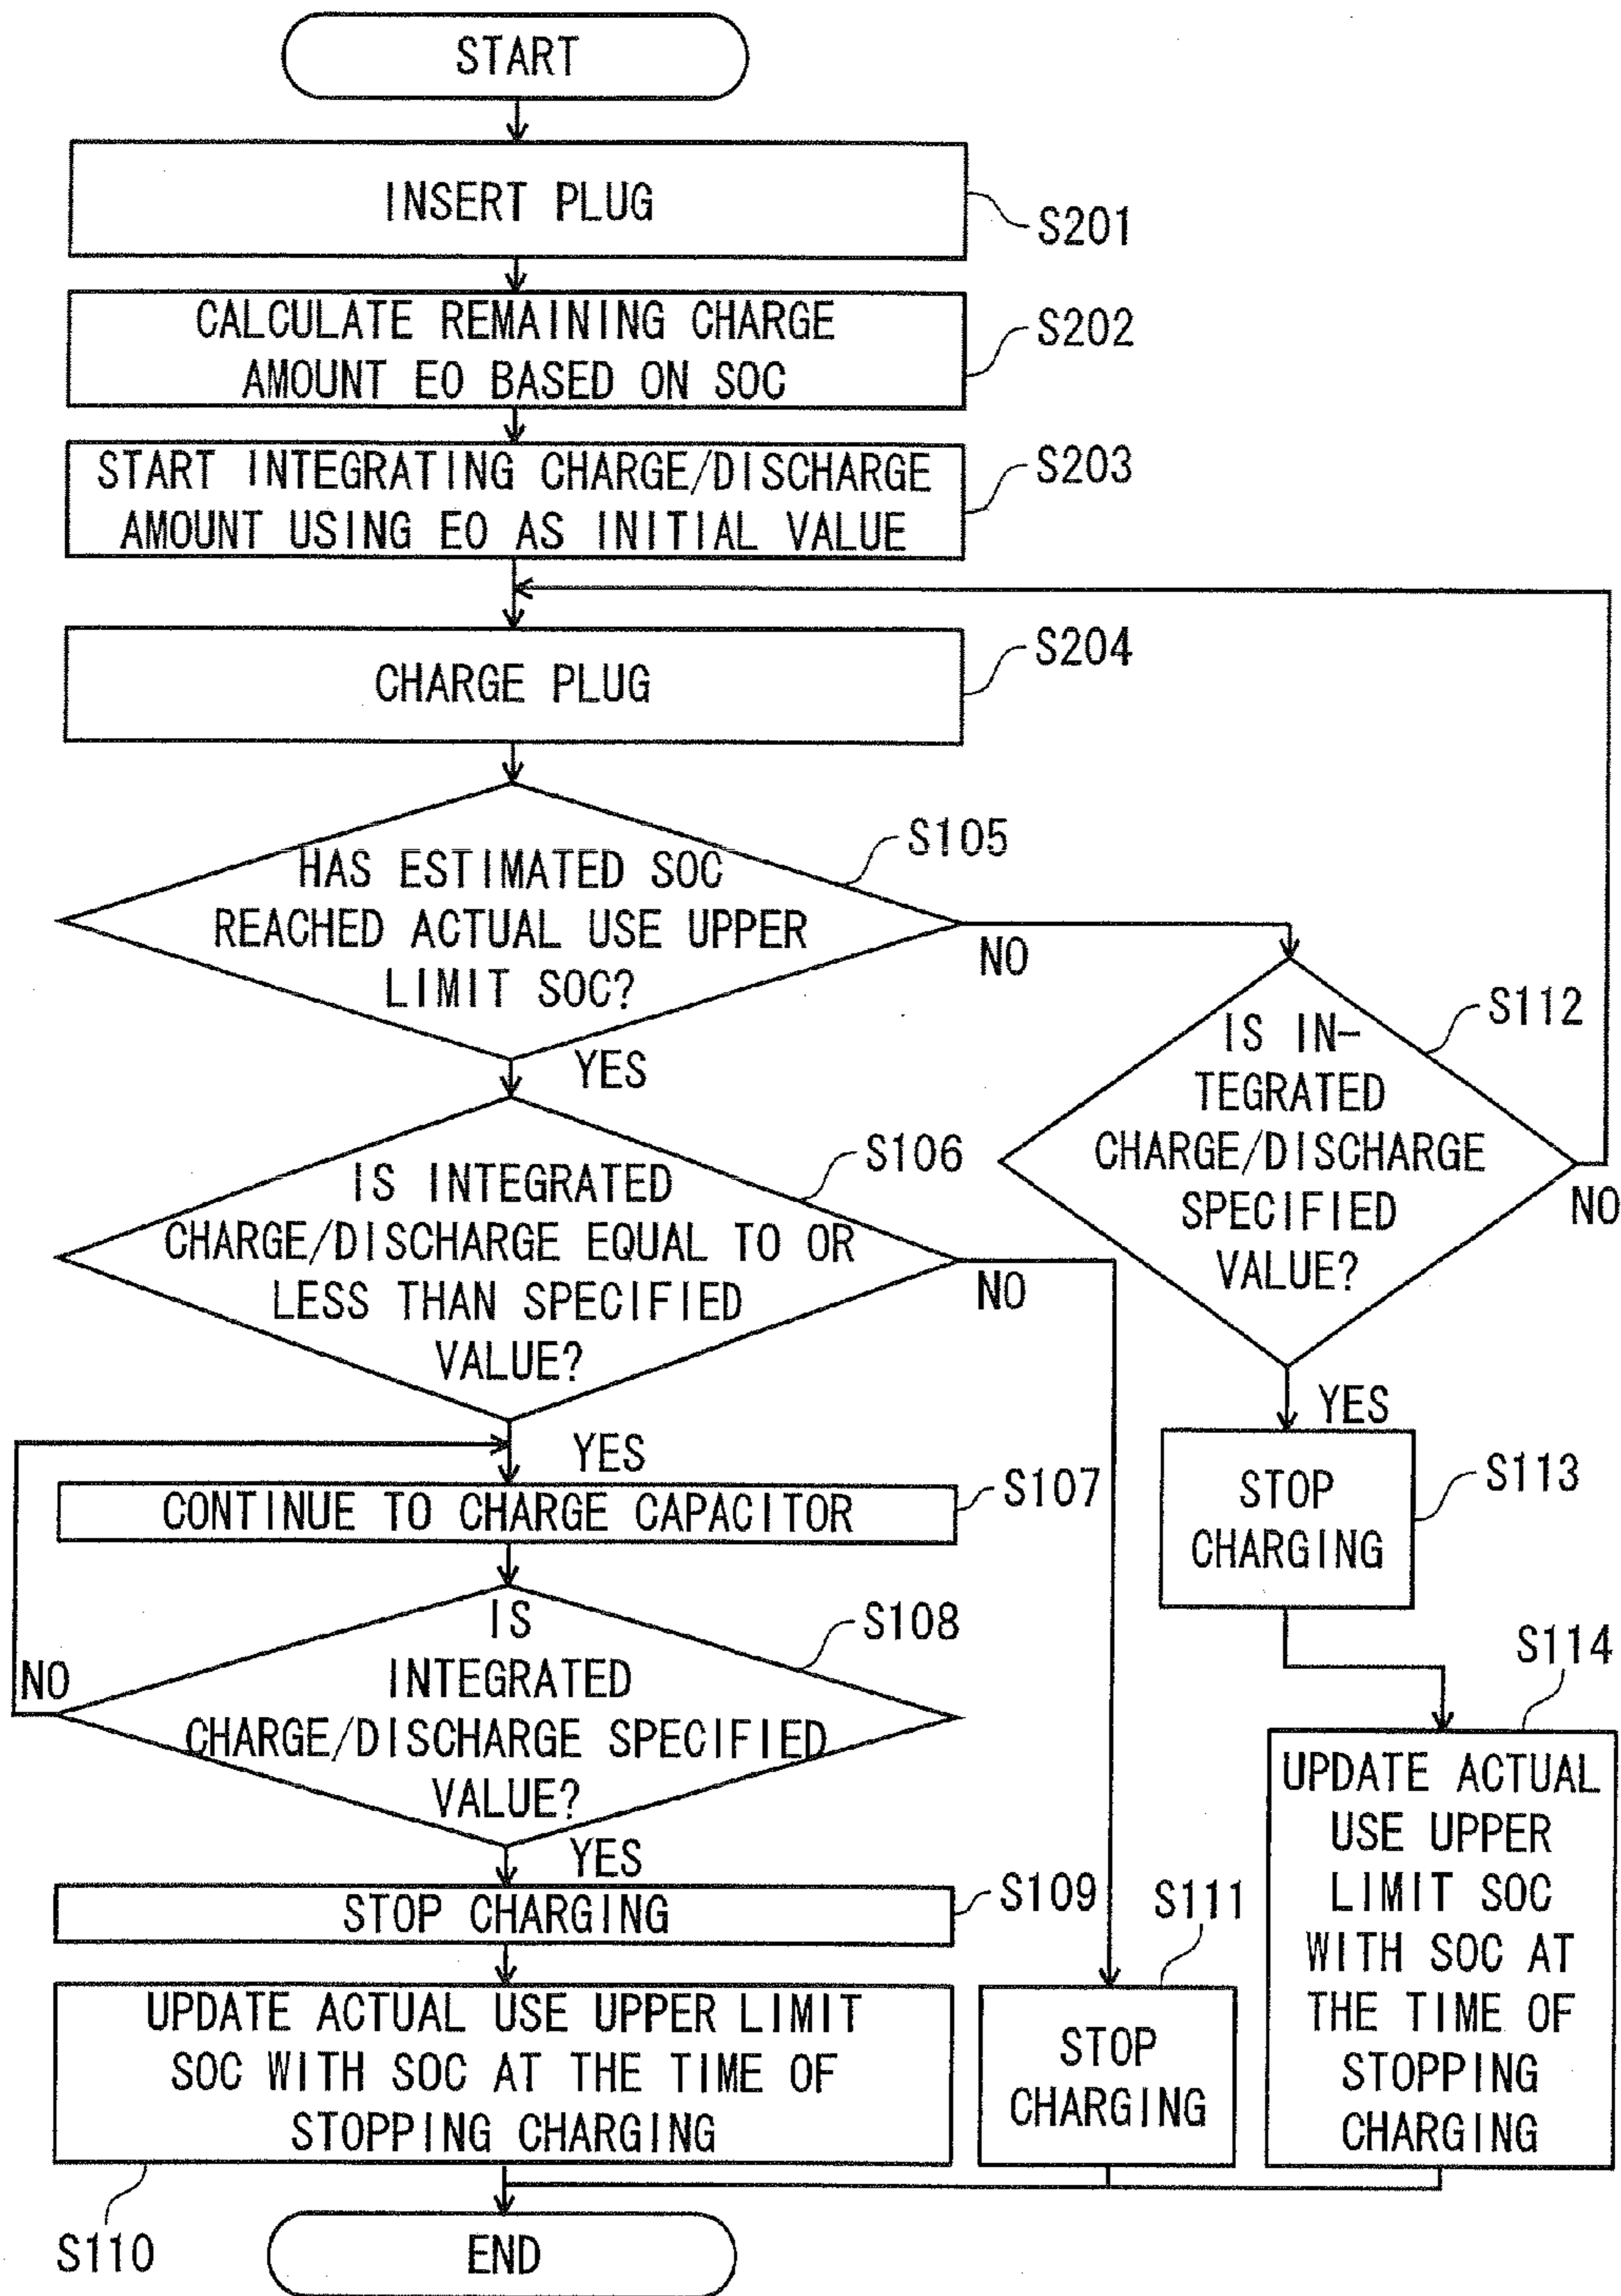 START
INSERT PLUG
S201
CALCULATE REMAINING CHARGE
AMOUNT E0 BASED ON SOC
S202
START INTEGRATING CHARGE/DISCHARGE
AMOUNT USING E0 AS INITIAL VALUE
S203
CHARGE PLUG
S204
HAS ESTIMATED SOC
REACHED ACTUAL USE UPPER
LIMIT SOC?
S105
NO
YES
IS IN-
TEGRATED
CHARGE/DISCHARGE
SPECIFIED
VALUE?
S112
NO
YES
IS INTEGRATED
CHARGE/DISCHARGE EQUAL TO OR
LESS THAN SPECIFIED
VALUE?
S106
NO
YES
CONTINUE TO CHARGE CAPACITOR
S107
STOP
CHARGING
S113
IS
INTEGRATED
CHARGE/DISCHARGE SPECIFIED
VALUE?
S108
NO
YES
STOP CHARGING
S109
UPDATE ACTUAL USE UPPER LIMIT
SOC WITH SOC AT THE TIME OF
STOPPING CHARGING
S110
STOP
CHARGING
S111
UPDATE ACTUAL
USE UPPER
LIMIT SOC
WITH SOC AT
THE TIME OF
STOPPING
CHARGING
S114
END